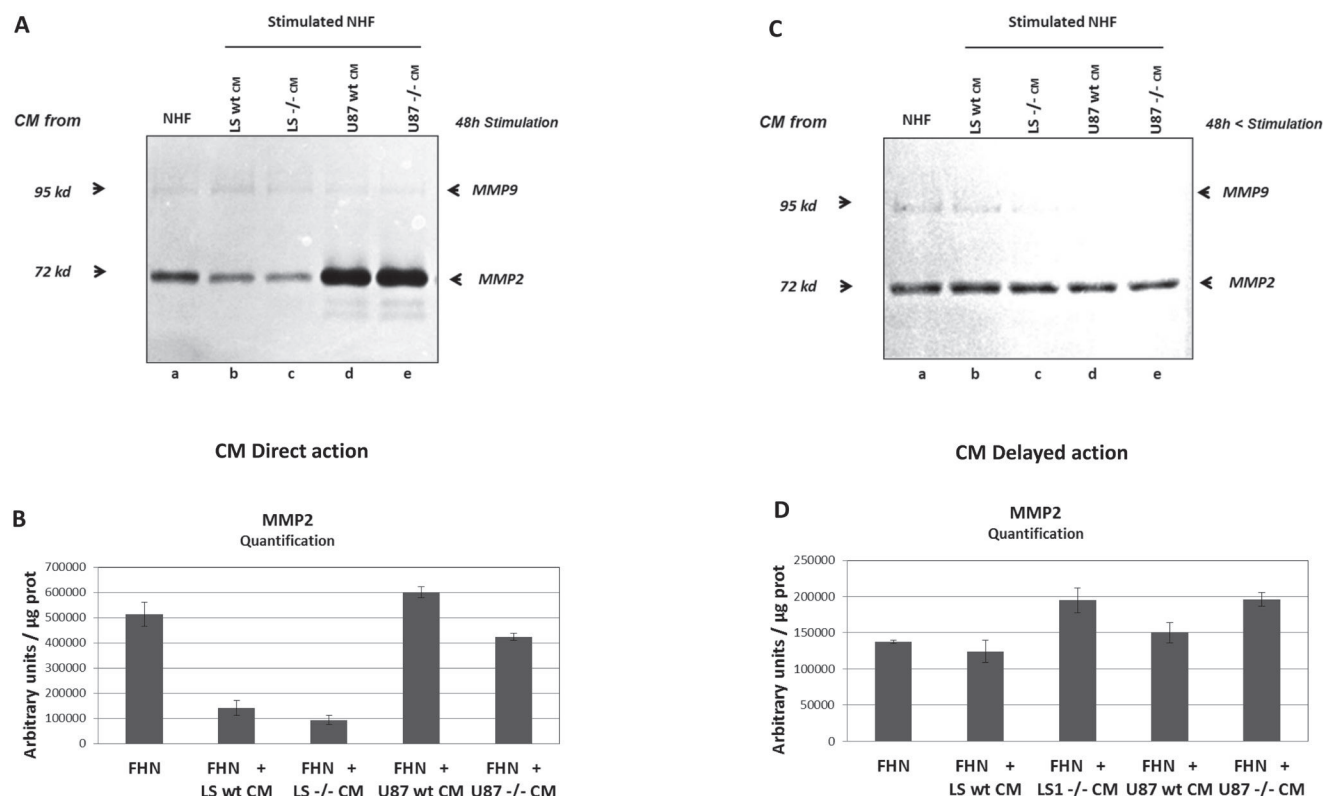 A
Stimulated NHF
CM from
NHF
LS wt CM
LS -/- CM
U87 wt CM
U87 -/- CM
48h Stimulation
95 kd
MMP9
72 kd
MMP2
a b c d e
CM Direct action
B
MMP2
Quantification
Arbitrary units / µg prot
700000
600000
500000
400000
300000
200000
100000
0
FHN
FHN + LS wt CM
FHN + LS -/- CM
FHN + U87 wt CM
FHN + U87 -/- CM
C
Stimulated NHF
CM from
NHF
LS wt CM
LS -/- CM
U87 wt CM
U87 -/- CM
48h < Stimulation
95 kd
MMP9
72 kd
MMP2
a b c d e
CM Delayed action
D
MMP2
Quantification
Arbitrary units / µg prot
250000
200000
150000
100000
50000
0
FHN
FHN + LS wt CM
FHN + LS1 -/- CM
FHN + U87 wt CM
FHN + U87 -/- CM